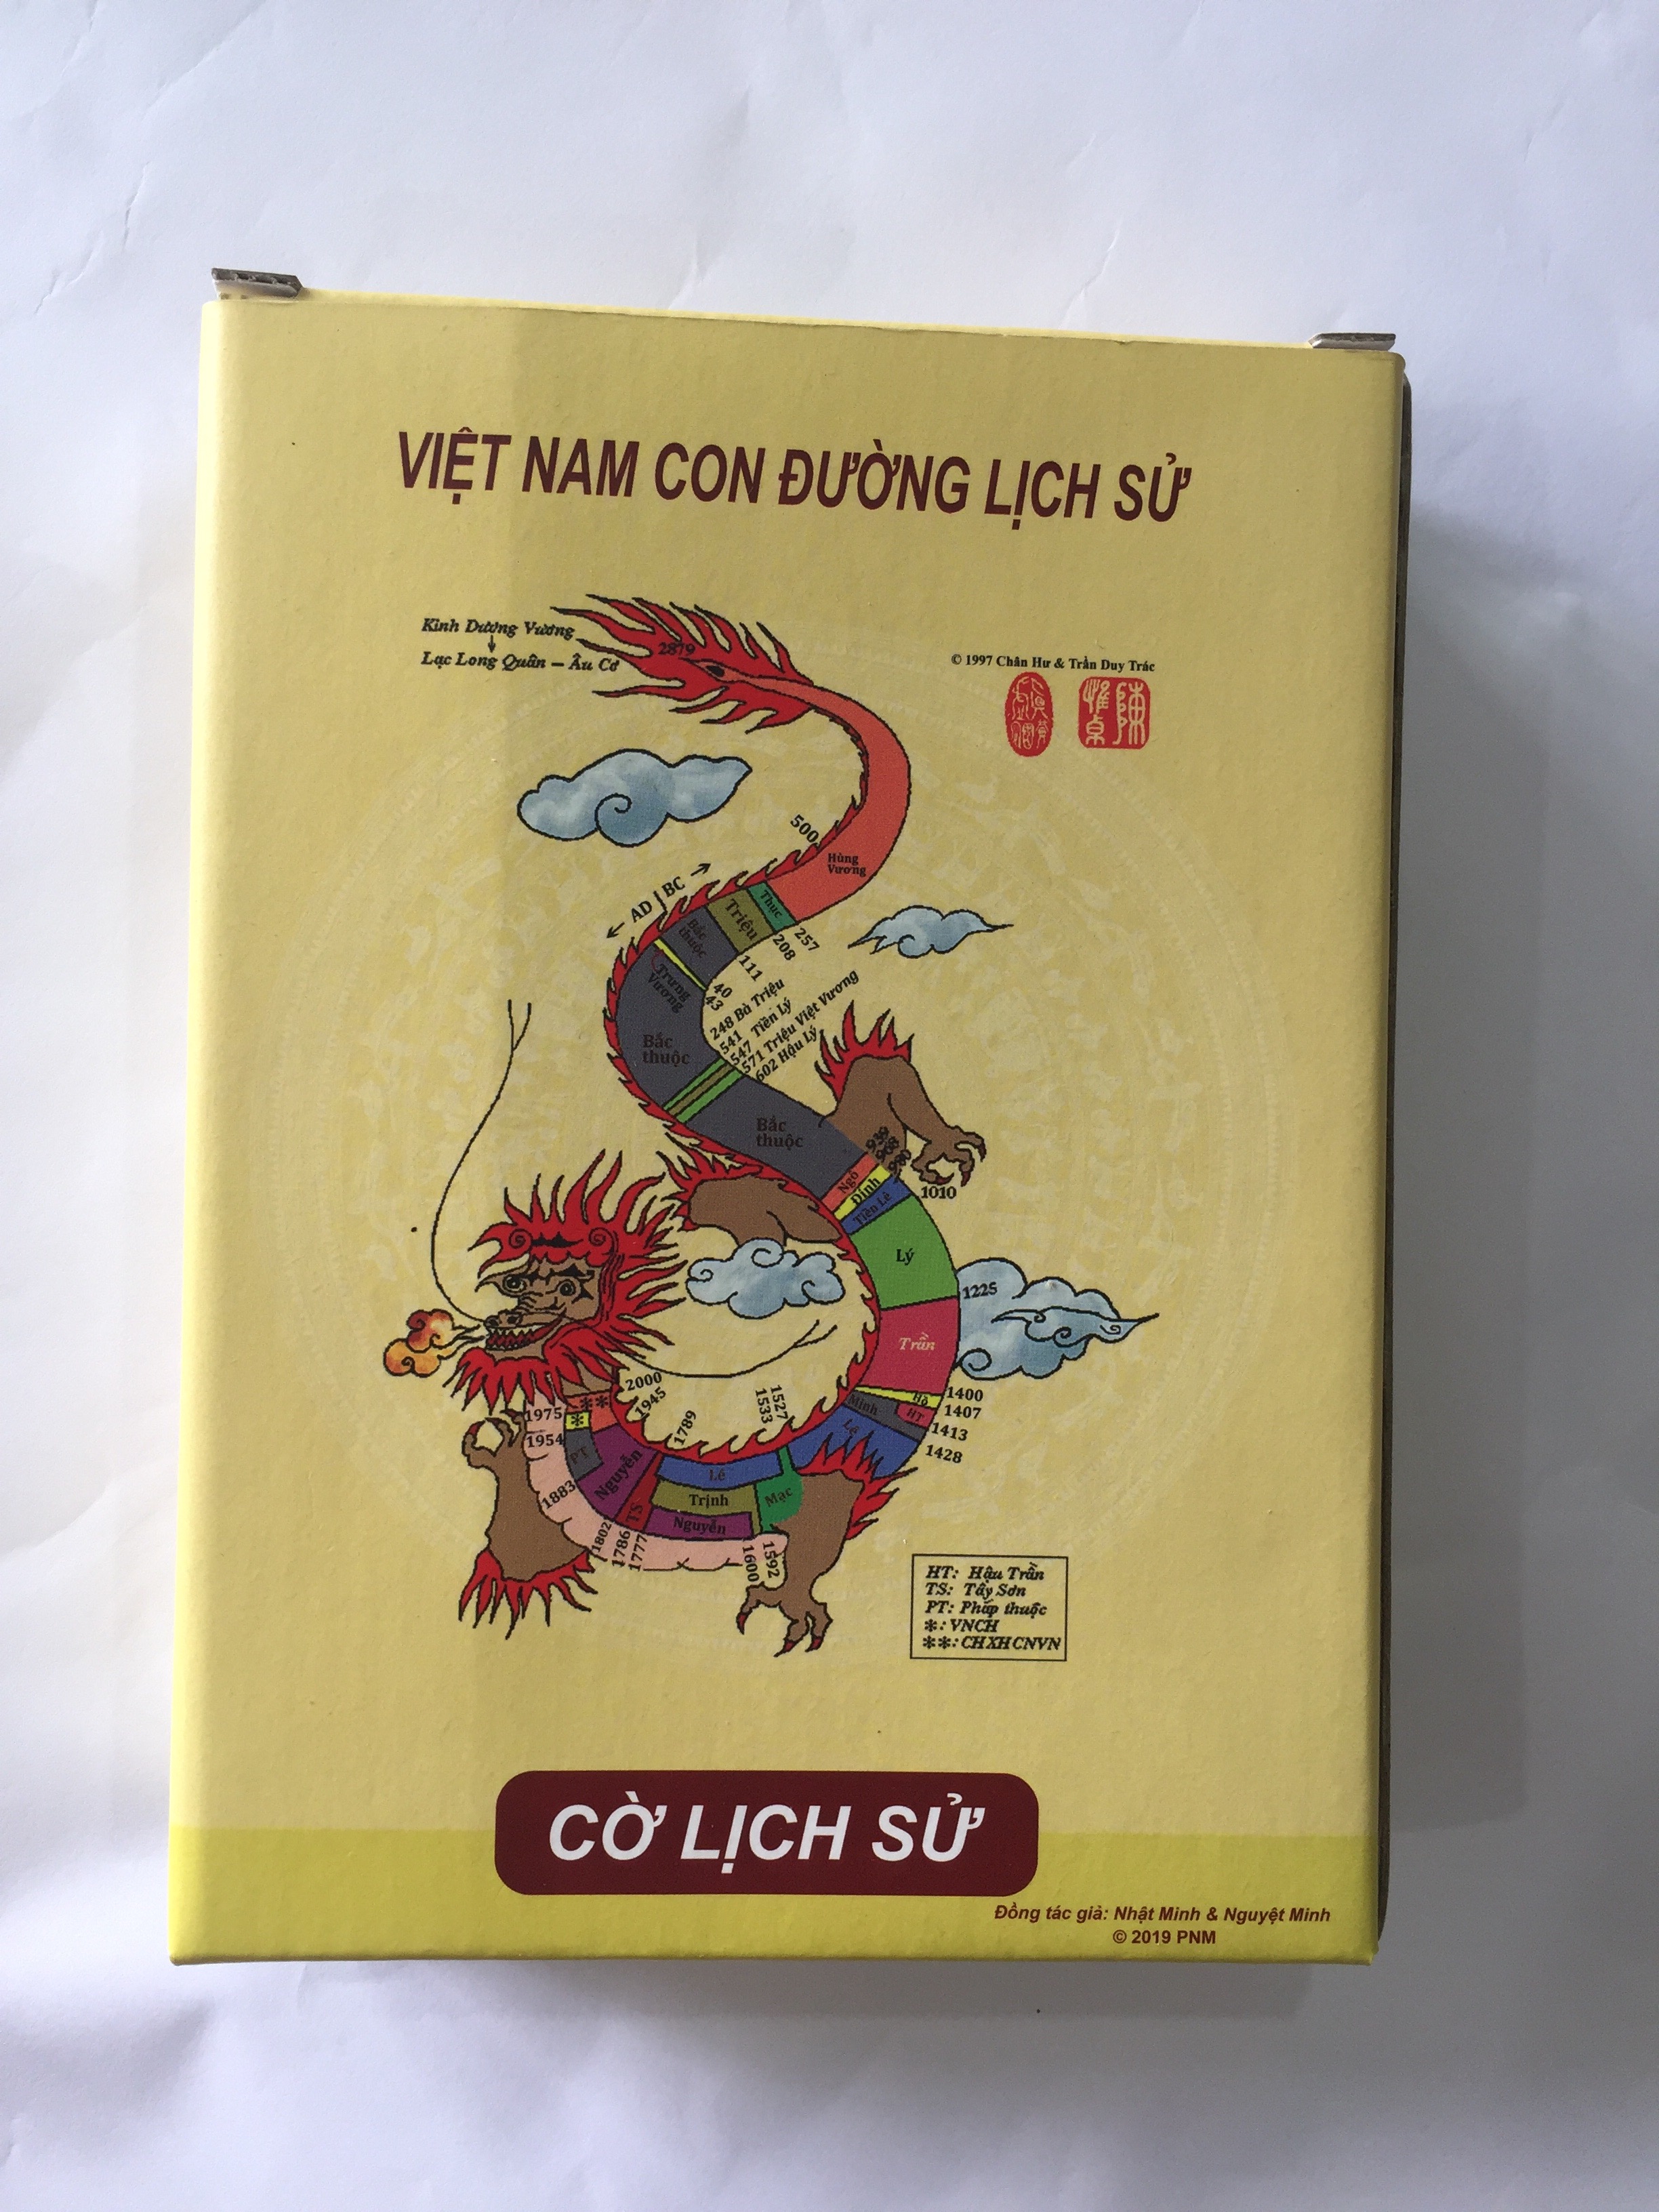 VIỆT NAM CON ĐƯỜNG LỊCH SỬ
Kinh Dương Vương
Lạc Long Quân – Âu Cơ
2879
© 1997 Chân Hư & Trần Duy Trác
500
Hùng
Vương
← AD | BC →
Thục
257
Triệu
208
Bắc
thuộc
111
40
43
Trưng
Vương
248 Bà Triệu
541 Tiền Lý
547
571 Triệu Việt Vương
602 Hậu Lý
Bắc
thuộc
Bắc
thuộc
939
968
980
Ngô
Đinh
Tiền Lê
1010
Lý
1225
Trần
1400
Hồ
1407
Minh
HT
1413
Lê
1428
2000
1945
1789
1527
1533
1975
**
*
1954
PT
Nguyễn
1883
Lê
Trịnh
Nguyễn
Mạc
TS
1802
1786
1777
1600
1592
HT: Hậu Trần
TS: Tây Sơn
PT: Pháp thuộc
*: VNCH
**: CHXHCNVN
CỜ LỊCH SỬ
Đồng tác giả: Nhật Minh & Nguyệt Minh
© 2019 PNM